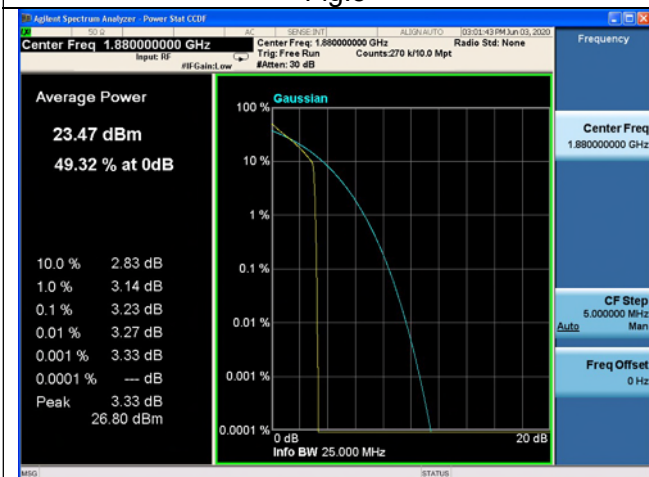 Agilent Spectrum Analyzer - Power Stat CCDF
50 Ω AC SENSE:INT ALIGN AUTO 03:01:43 PM Jun 03, 2020
Center Freq 1.880000000 GHz
Input: RF
#IFGain:Low
Center Freq: 1.880000000 GHz Radio Std: None
Trig: Free Run Counts:270 k/10.0 Mpt
#Atten: 30 dB
Frequency
Average Power
23.47 dBm
49.32 % at 0dB
10.0 % 2.83 dB
1.0 % 3.14 dB
0.1 % 3.23 dB
0.01 % 3.27 dB
0.001 % 3.33 dB
0.0001 % --- dB
Peak 3.33 dB
26.80 dBm
Gaussian
100 %
10 %
1 %
0.1 %
0.01 %
0.001 %
0.0001 %
0 dB 20 dB
Info BW 25.000 MHz
Center Freq
1.880000000 GHz
CF Step
5.000000 MHz
Auto Man
Freq Offset
0 Hz
MSG STATUS